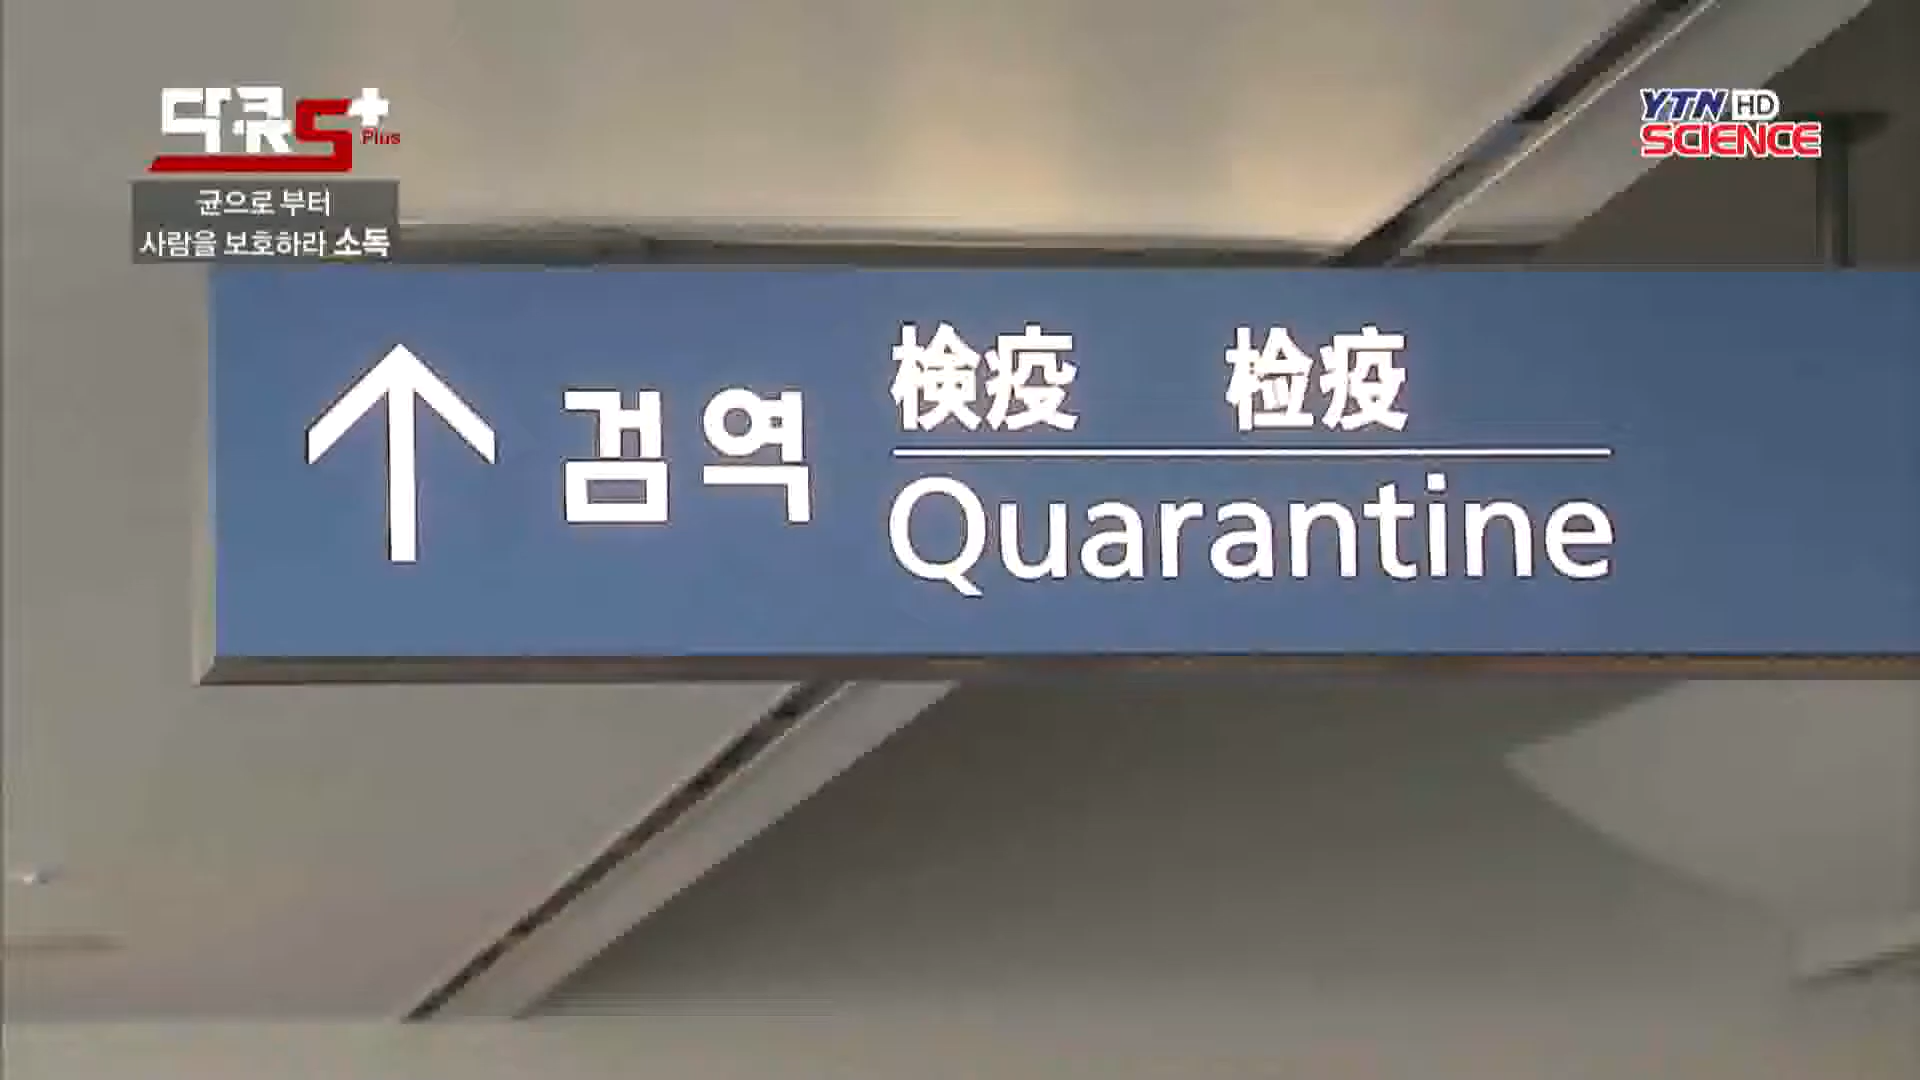 다큐S+
Plus
YTN HD
SCIENCE
균으로 부터
사람을 보호하라 소독
검역
検疫 检疫
Quarantine